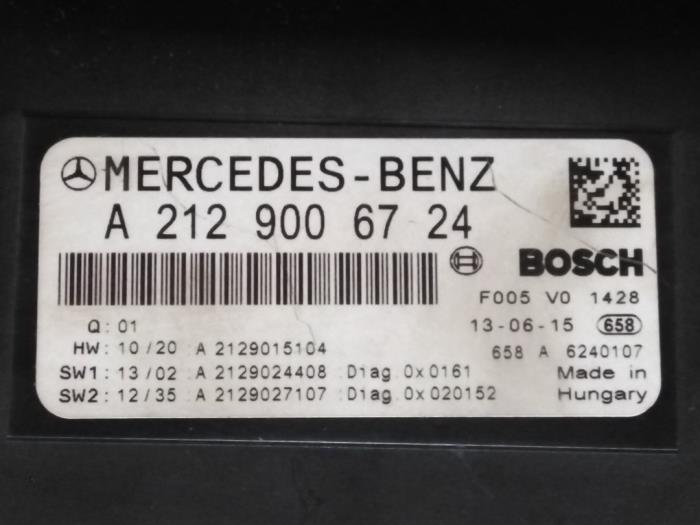 MERCEDES-BENZ
A 212 900 67 24
BOSCH
F005 V0 1428
Q: 01
13-06-15 658
HW: 10/20 A 2129015104
658 A 6240107
SW1: 13/02 A 2129024408 Diag 0x0161
Made in
SW2: 12/35 A 2129027107 Diag 0x020152
Hungary